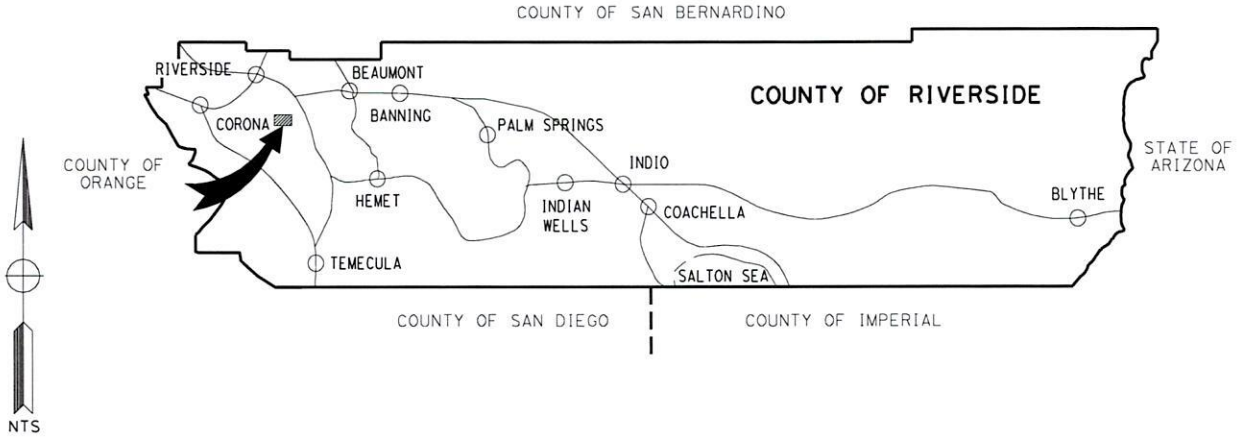 COUNTY OF SAN BERNARDINO
RIVERSIDE
BEAUMONT
COUNTY OF RIVERSIDE
BANNING
CORONA
PALM SPRINGS
COUNTY OF
ORANGE
STATE OF
ARIZONA
INDIO
HEMET
INDIAN
WELLS
COACHELLA
BLYTHE
TEMECULA
SALTON SEA
COUNTY OF SAN DIEGO
COUNTY OF IMPERIAL
NTS